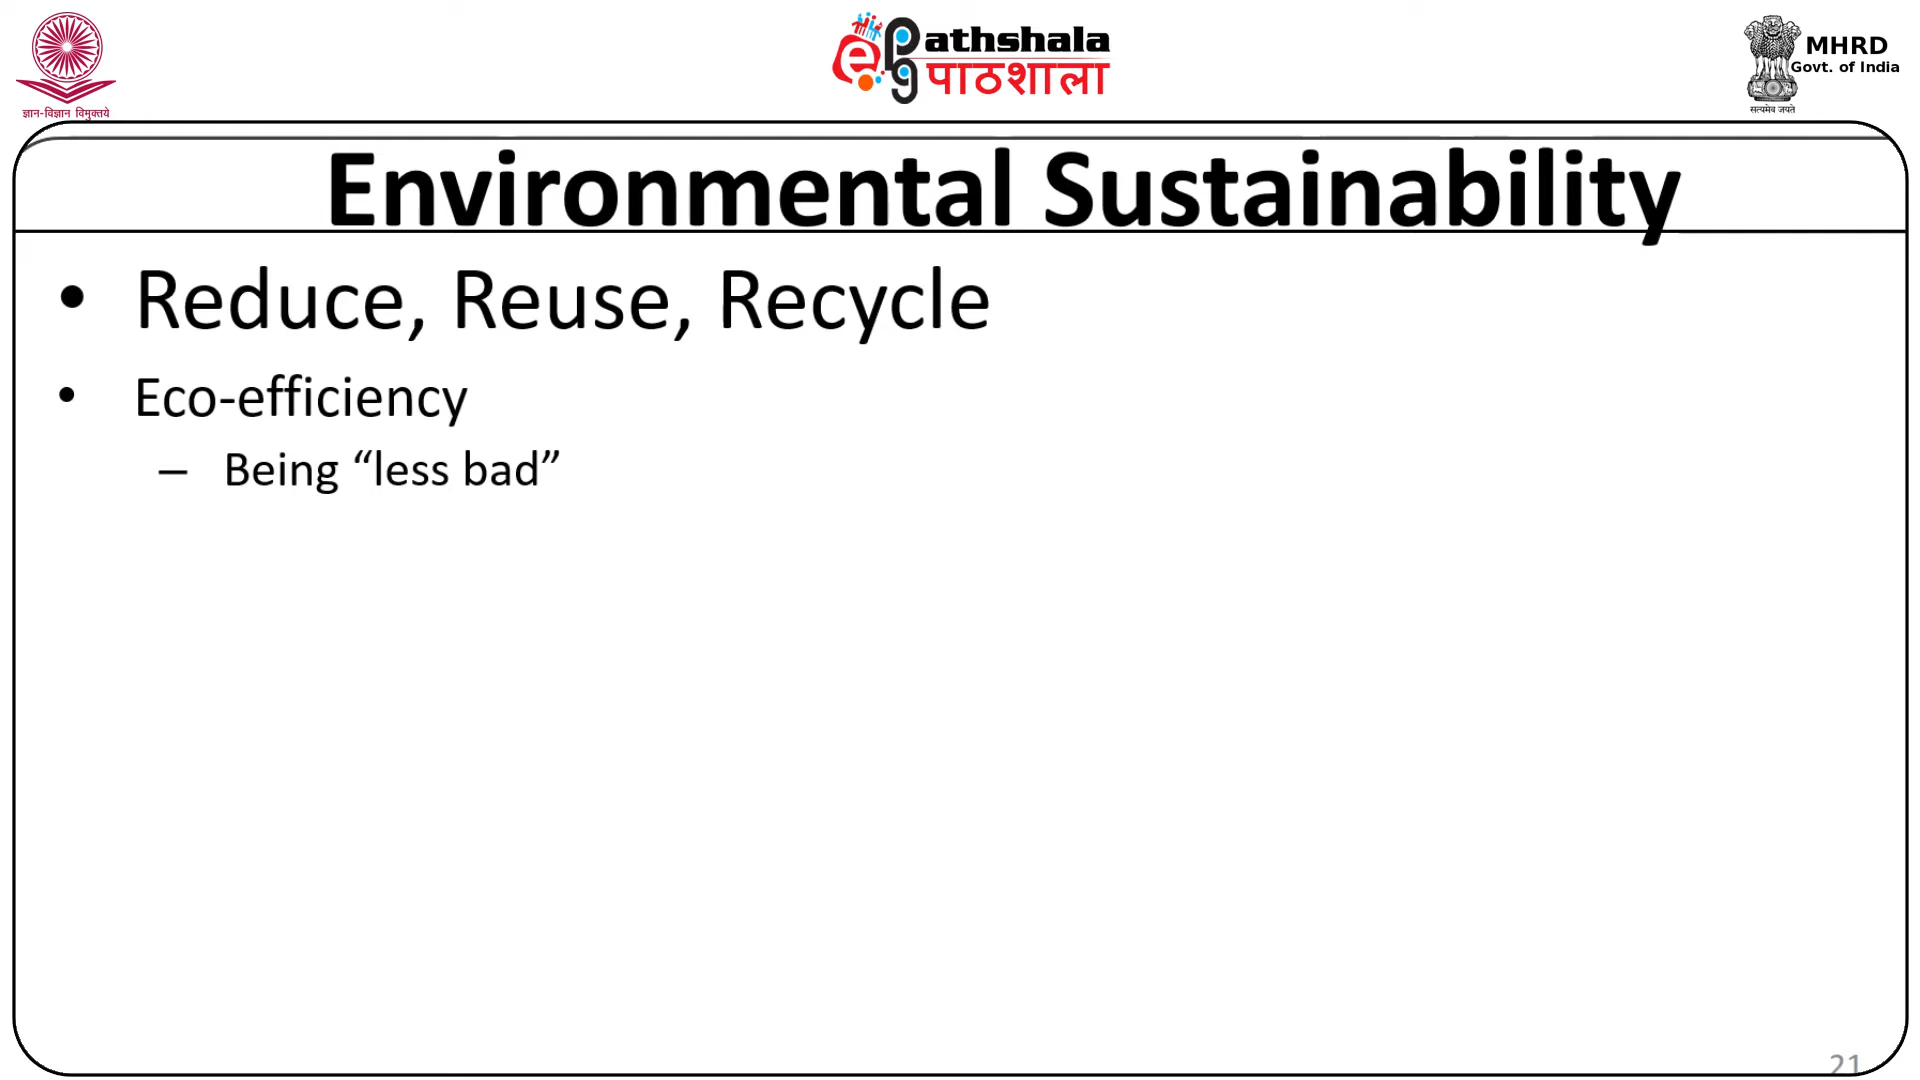 ज्ञान-विज्ञान विमुक्तये
e Pathshala
pg पाठशाला
MHRD
Govt. of India
सत्यमेव जयते
Environmental Sustainability
• Reduce, Reuse, Recycle
• Eco-efficiency
– Being “less bad”
21